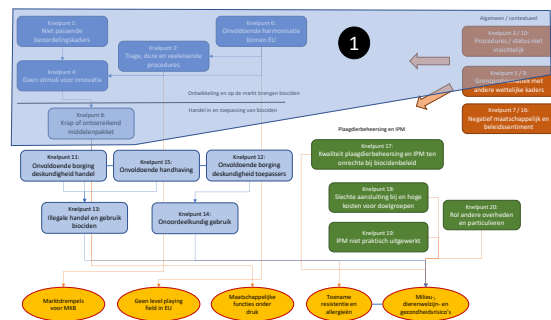 Knelpunt 1:
Niet passende
beoordelingskaders
Knelpunt 6:
Onvoldoende harmonisatie
binnen EU
Knelpunt 2:
Trage, dure en veeleisende
procedures
Knelpunt 4:
Geen stimuli voor innovatie
Ontwikkeling en op de markt brengen biociden
Handel in en toepassing van biociden
Knelpunt 8:
Krap of ontoereikend
middelenpakket
1
Algemeen / contextueel
Knelpunt 3 / 10:
Procedures / status niet
inzichtelijk
Knelpunt 5 / 9:
Grensproblematiek met
andere wettelijke kaders
Knelpunt 7 / 16:
Negatief maatschappelijk en
beleidssentiment
Plaagdierbeheersing en IPM
Knelpunt 11:
Onvoldoende borging
deskundigheid handel
Knelpunt 15:
Onvoldoende handhaving
Knelpunt 12:
Onvoldoende borging
deskundigheid toepassers
Knelpunt 17:
Kwaliteit plaagdierbeheersing en IPM ten
onrechte bij biocidenbeleid
Knelpunt 13:
Illegale handel en gebruik
biociden
Knelpunt 14:
Onoordeelkundig gebruik
Knelpunt 18:
Slechte aansluiting bij en hoge
kosten voor doelgroepen
Knelpunt 19:
IPM niet praktisch uitgewerkt
Knelpunt 20:
Rol andere overheden
en particulieren
Marktdrempels
voor MKB
Geen level playing
field in EU
Maatschappelijke
functies onder
druk
Toename
resistentie en
allergieën
Milieu-,
dierenwelzijn- en
gezondheidsrisico's